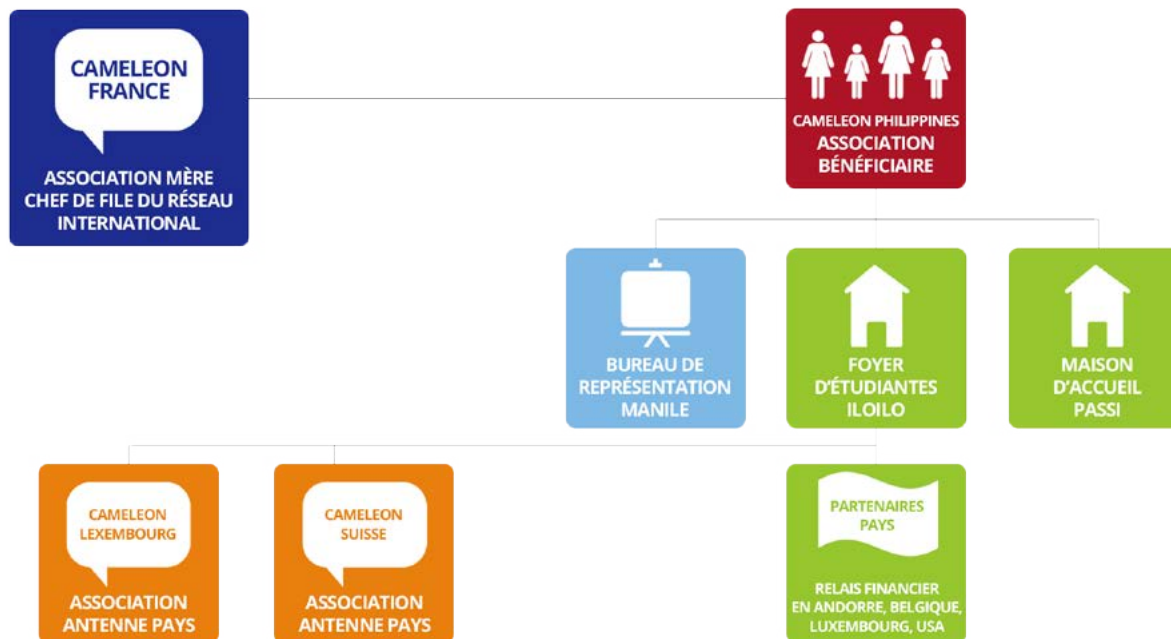 CAMELEON
FRANCE
ASSOCIATION MÈRE
CHEF DE FILE DU RÉSEAU
INTERNATIONAL
CAMELEON PHILIPPINES
ASSOCIATION
BÉNÉFICIAIRE
BUREAU DE
REPRÉSENTATION
MANILE
FOYER
D'ÉTUDIANTES
ILOILO
MAISON
D'ACCUEIL
PASSI
CAMELEON
LEXEMBOURG
ASSOCIATION
ANTENNE PAYS
CAMELEON
SUISSE
ASSOCIATION
ANTENNE PAYS
PARTENAIRES
PAYS
RELAIS FINANCIER
EN ANDORRE, BELGIQUE,
LUXEMBOURG, USA